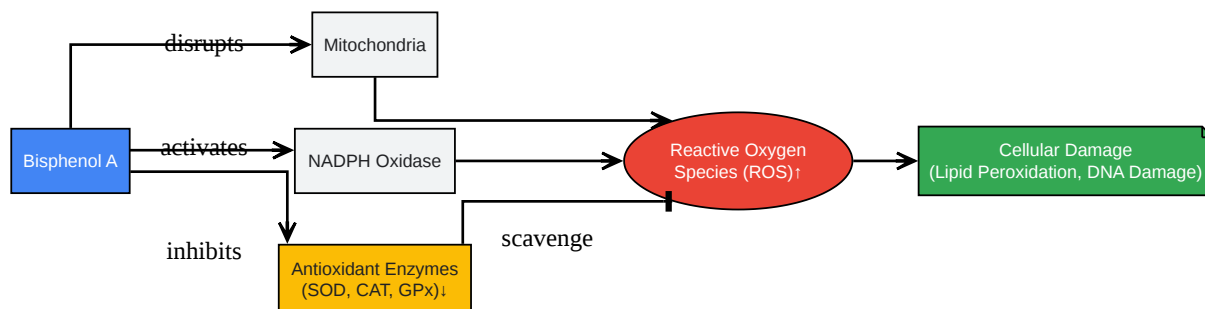 disrupts
Mitochondria
Bisphenol A
activates
NADPH Oxidase
Reactive Oxygen
Species (ROS)↑
Cellular Damage
(Lipid Peroxidation, DNA Damage)
inhibits
scavenge
Antioxidant Enzymes
(SOD, CAT, GPx)↓